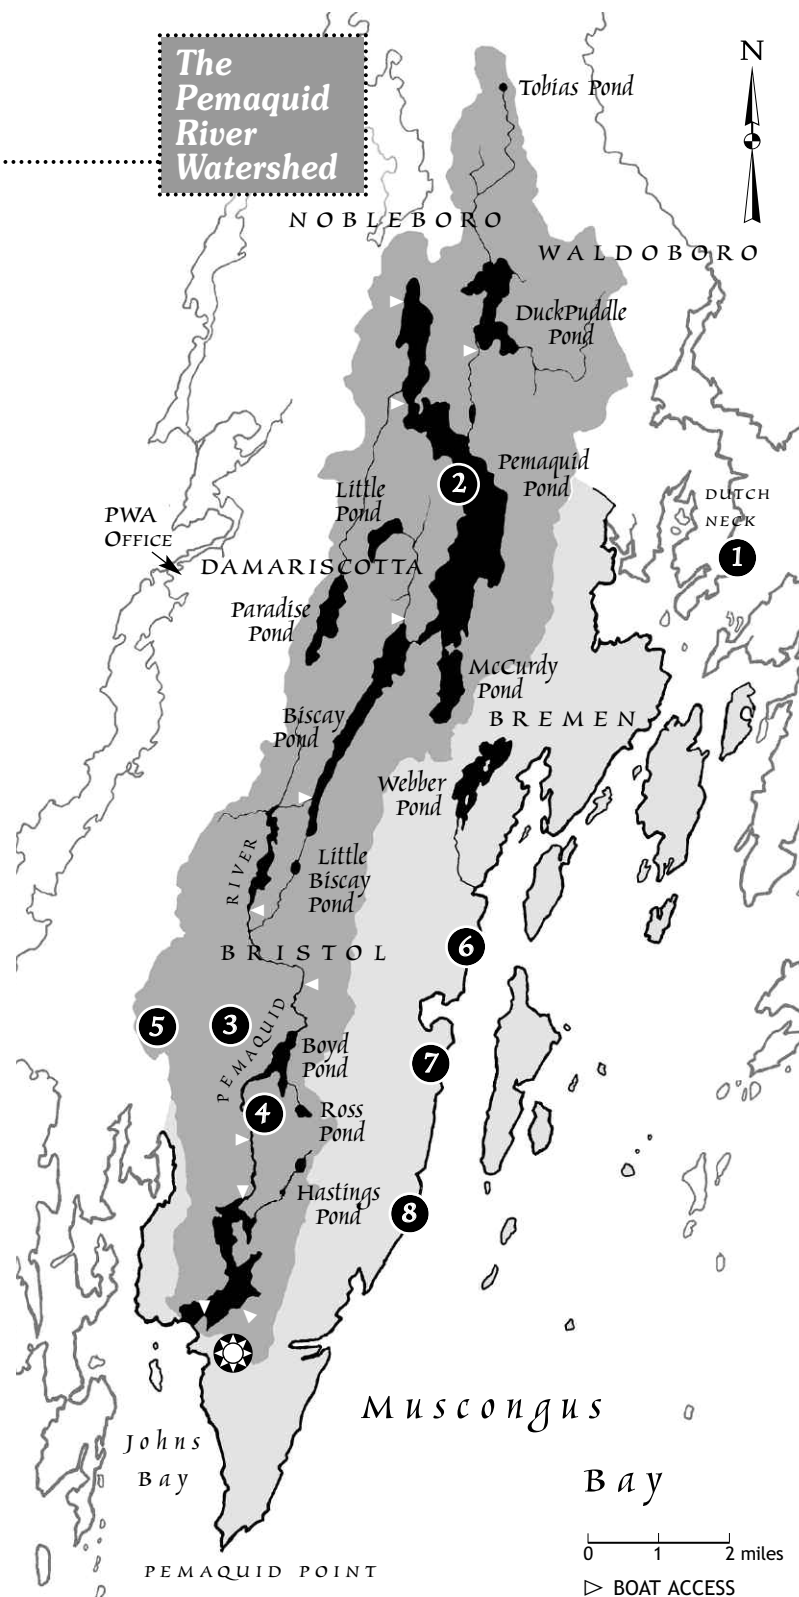 The
Pemaquid
River
Watershed
N
Tobias Pond
NOBLEBORO
WALDOBORO
DuckPuddle
Pond
Pemaquid
Pond
2
Little
Pond
DUTCH
NECK
1
PWA
OFFICE
DAMARISCOTTA
Paradise
Pond
McCurdy
Pond
Biscay
Pond
BREMEN
Webber
Pond
RIVER
Little
Biscay
Pond
BRISTOL
6
5
3
PEMAQUID
Boyd
Pond
7
4
Ross
Pond
Hastings
Pond
8
Muscongus
Bay
Johns
Bay
0 1 2 miles
PEMAQUID POINT
BOAT ACCESS